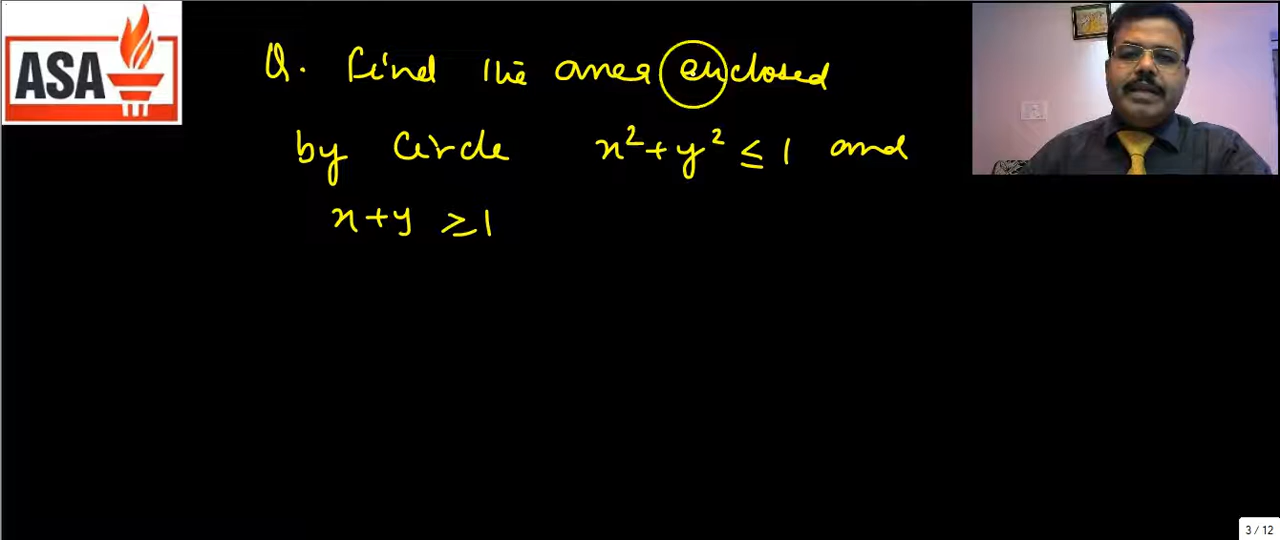 ASA
Q. Find the area enclosed
by Circle x² + y² ≤ 1 and
x + y ≥ 1
3 / 12